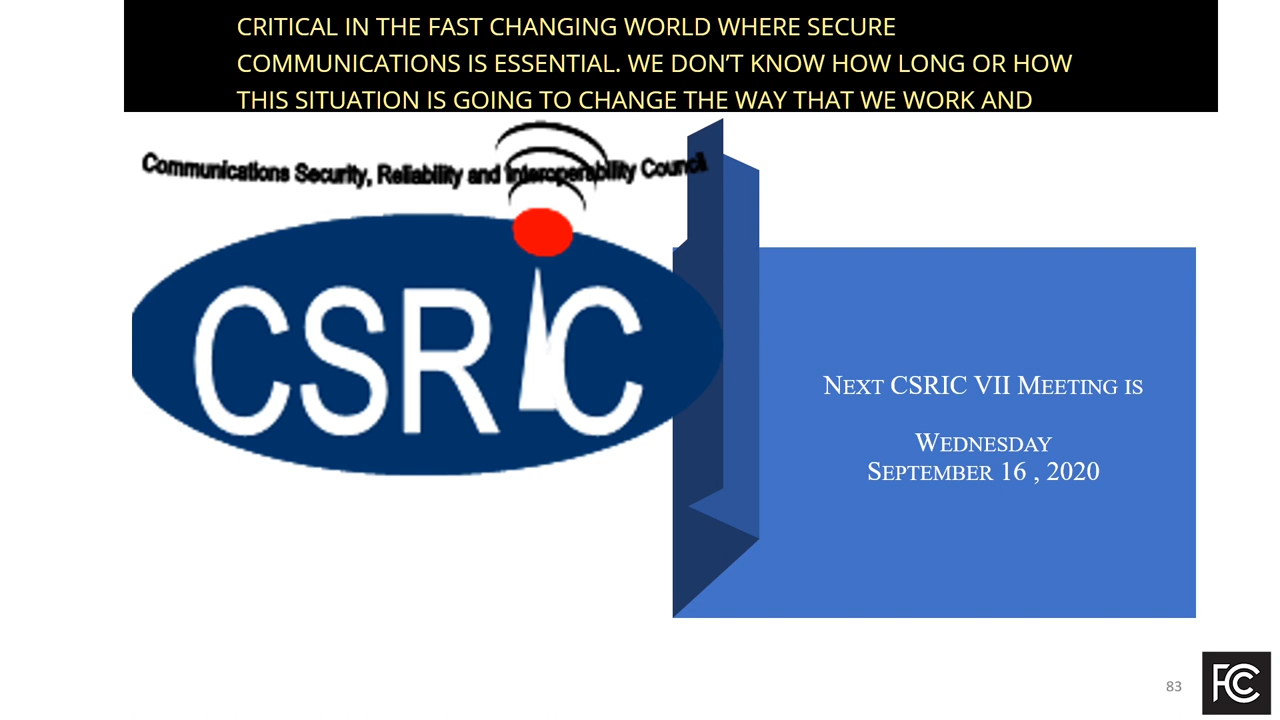 CRITICAL IN THE FAST CHANGING WORLD WHERE SECURE
COMMUNICATIONS IS ESSENTIAL. WE DON’T KNOW HOW LONG OR HOW
THIS SITUATION IS GOING TO CHANGE THE WAY THAT WE WORK AND
Communications Security, Reliability and Interoperability Council
CSRIC
NEXT CSRIC VII MEETING IS
WEDNESDAY
SEPTEMBER 16 , 2020
83
FCC